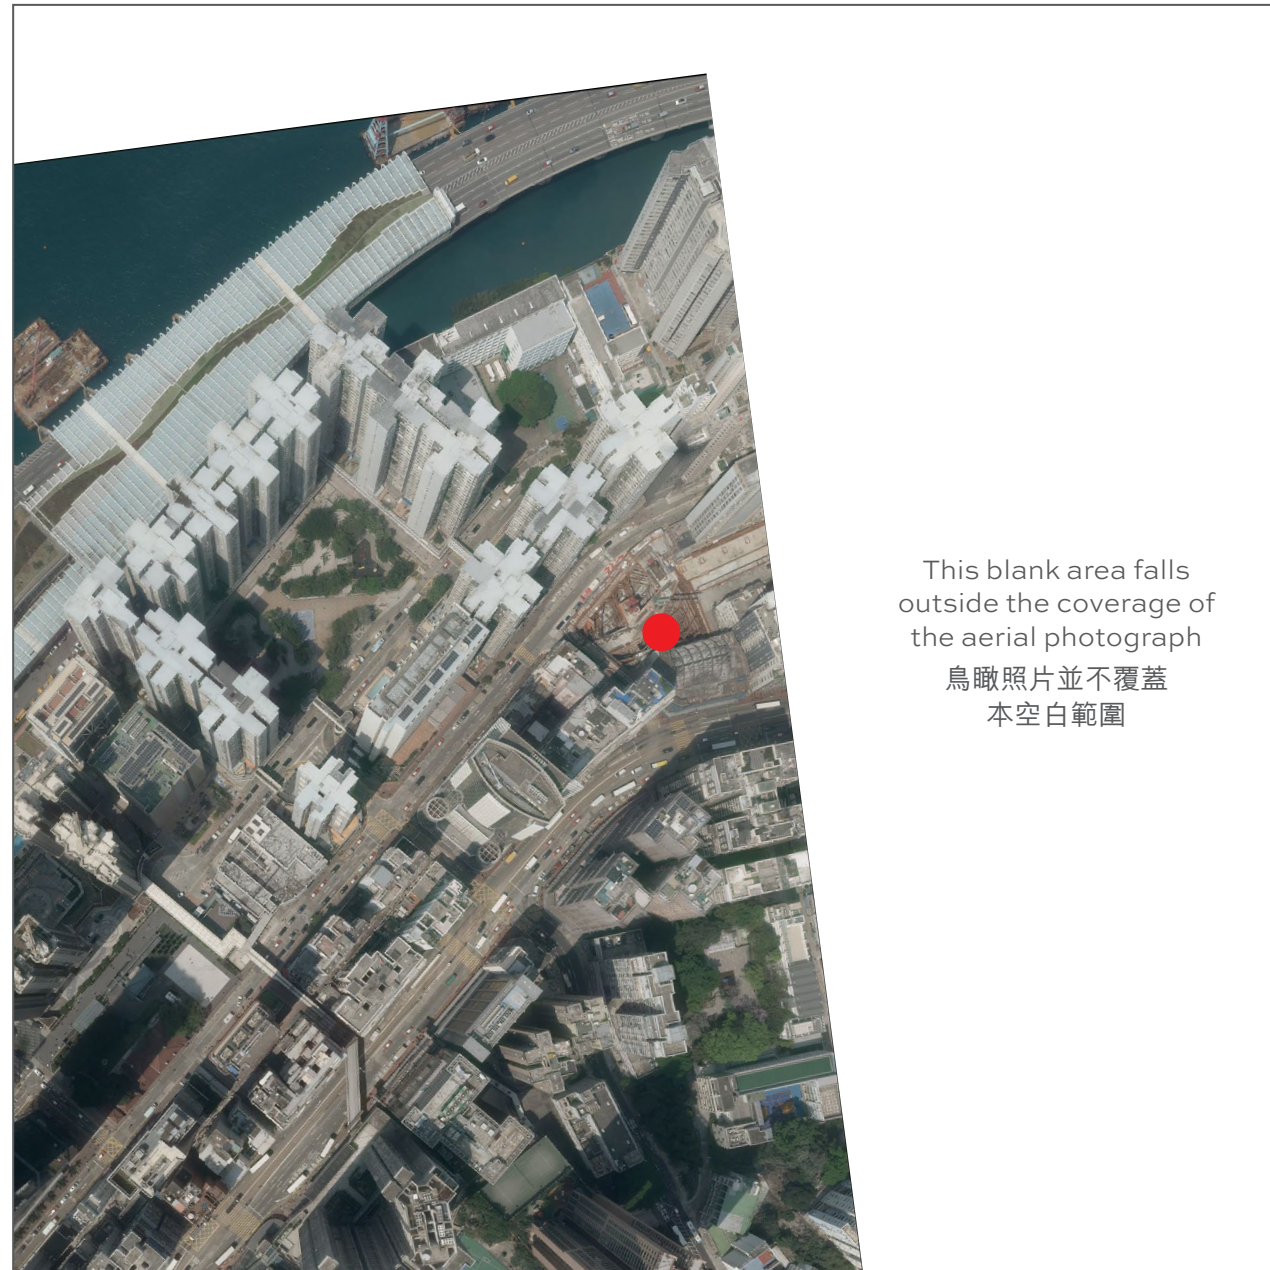 This blank area falls
outside the coverage of
the aerial photograph
鳥瞰照片並不覆蓋
本空白範圍